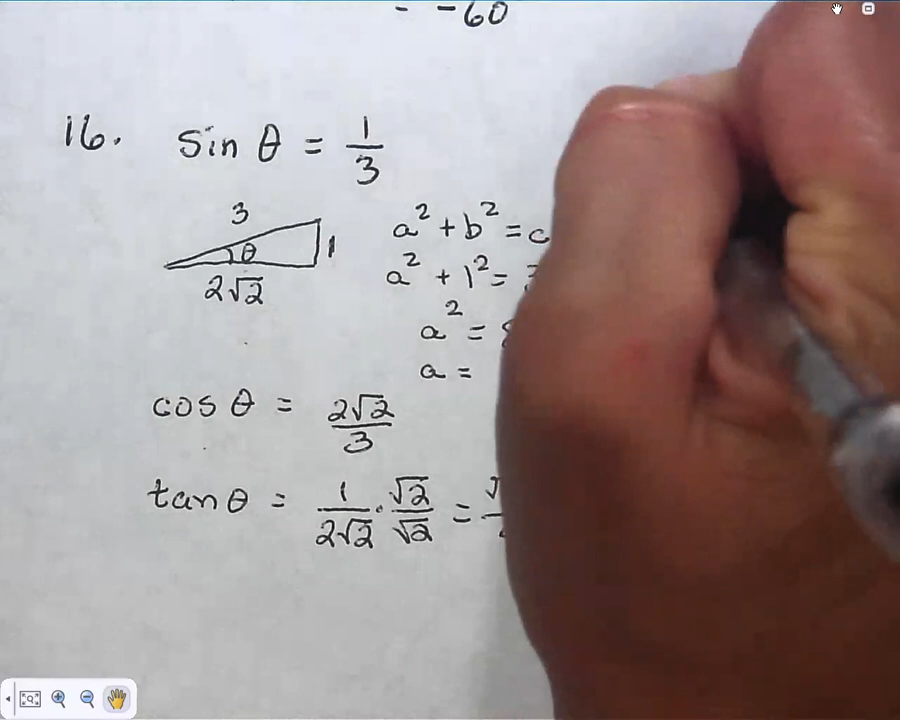 = -60
16. sin θ = 1/3
3
θ
1
2√2
a² + b² = c
a² + 1² =
a² =
a =
cos θ = 2√2/3
tan θ = 1/2√2 · √2/√2 =